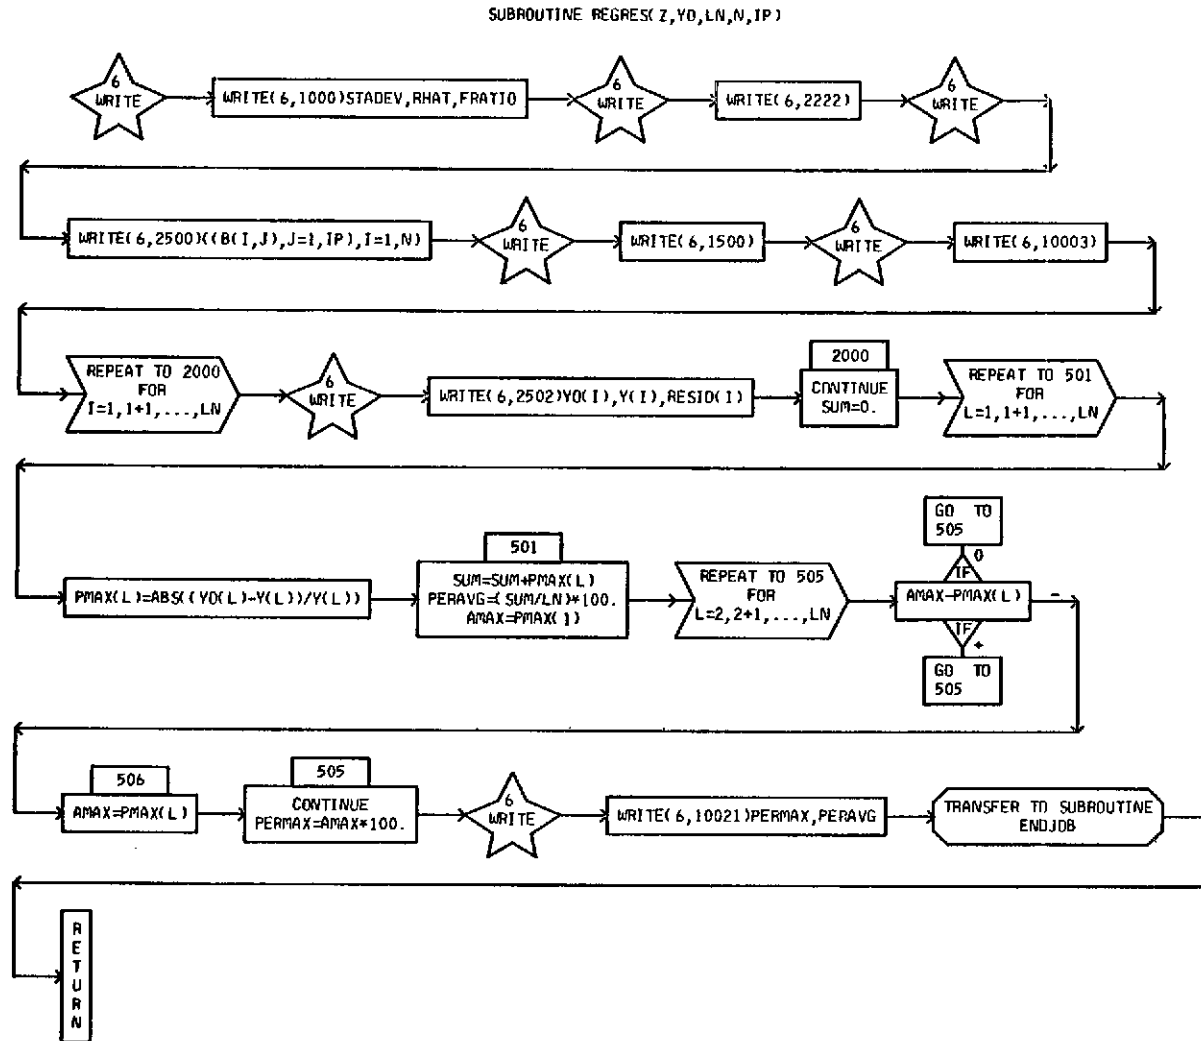 SUBROUTINE REGRES(Z,YO,LN,N,IP)
6
WRITE
WRITE(6,1000)STADEV,RHAT,FRATIO
6
WRITE
WRITE(6,2222)
6
WRITE
WRITE(6,2500)((B(I,J),J=1,IP),I=1,N)
6
WRITE
WRITE(6,1500)
6
WRITE
WRITE(6,10003)
REPEAT TO 2000
FOR
I=1,1+1,...,LN
6
WRITE
WRITE(6,2502)YO(I),Y(I),RESID(I)
2000
CONTINUE
SUM=0.
REPEAT TO 501
FOR
L=1,1+1,...,LN
PMAX(L)=ABS((YO(L)-Y(L))/Y(L))
501
SUM=SUM+PMAX(L)
PERAVG=(SUM/LN)*100.
AMAX=PMAX(1)
REPEAT TO 505
FOR
L=2,2+1,...,LN
GO TO
505
0
IF
AMAX-PMAX(L)
-
IF
+
GO TO
505
506
AMAX=PMAX(L)
505
CONTINUE
PERMAX=AMAX*100.
6
WRITE
WRITE(6,10021)PERMAX,PERAVG
TRANSFER TO SUBROUTINE
ENDJOB
R
E
T
U
R
N